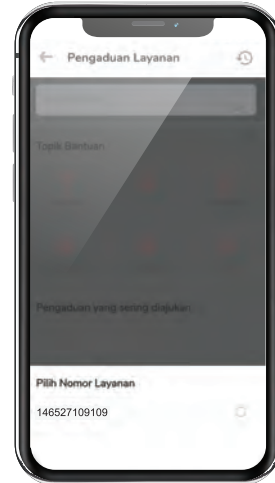 Pengaduan Layanan
Topik Bantuan
Pengaduan yang sering diajukan
Pilih Nomor Layanan
146527109109